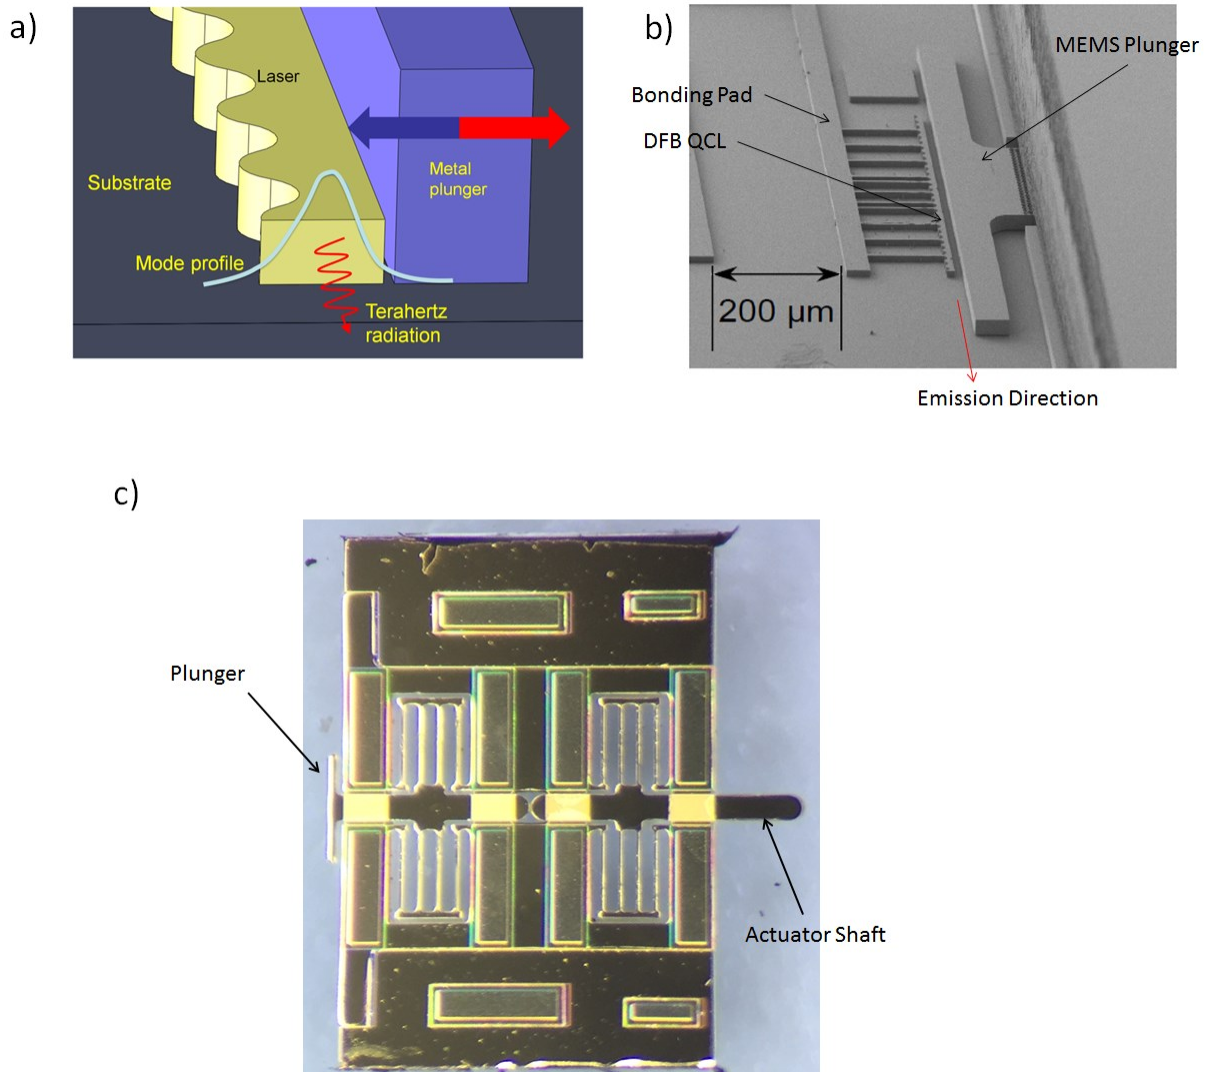 a)
Laser
Substrate
Metal
plunger
Mode profile
Terahertz
radiation
b)
MEMS Plunger
Bonding Pad
DFB QCL
200 µm
Emission Direction
c)
Plunger
Actuator Shaft